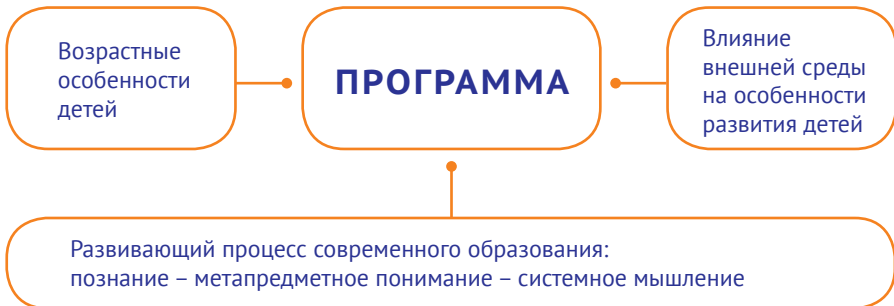 Возрастные
особенности
детей
ПРОГРАММА
Влияние
внешней среды
на особенности
развития детей
Развивающий процесс современного образования:
познание – метапредметное понимание – системное мышление